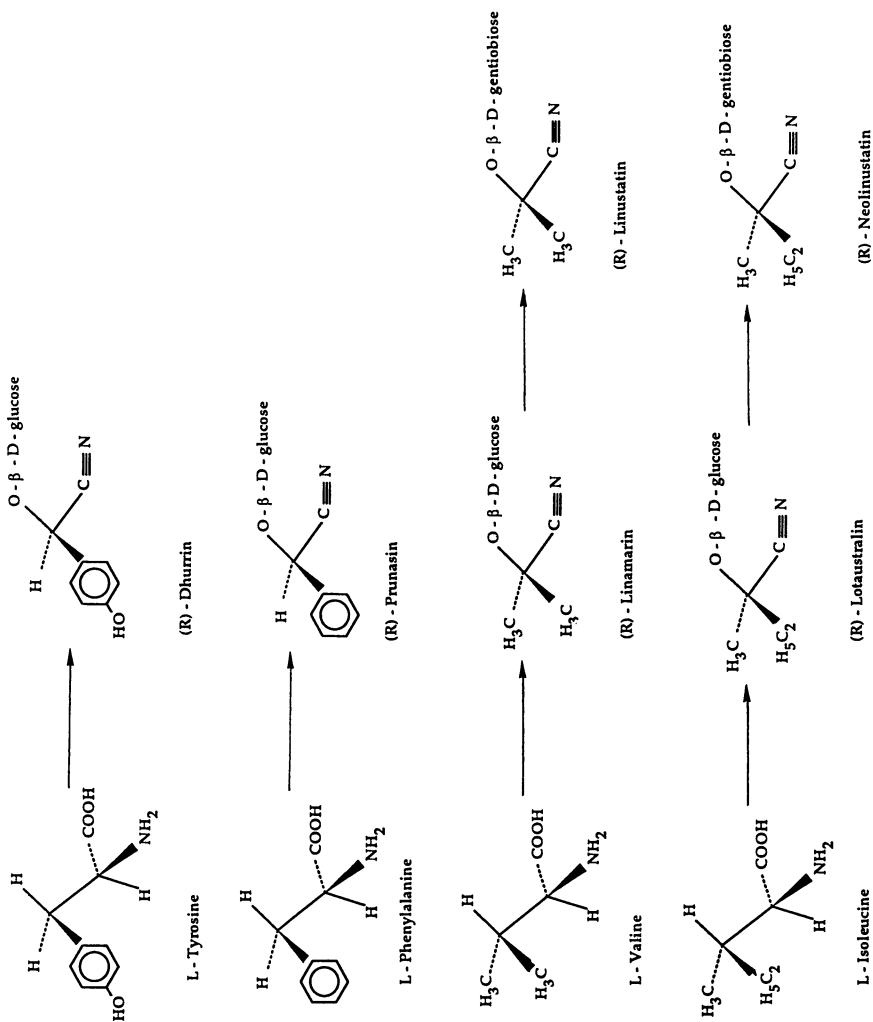 H
O - β - D - glucose
H
H
C≡N
COOH
HO
HO
NH2
H
L - Tyrosine
(R) - Dhurrin
H
O - β - D - glucose
H
H
C≡N
COOH
NH2
H
L - Phenylalanine
(R) - Prunasin
H
O - β - D - glucose
O - β - D - gentiobiose
H3C
H3C
H3C
COOH
C≡N
C≡N
H3C
H3C
H3C
NH2
H
L - Valine
(R) - Linamarin
(R) - Linustatin
H
O - β - D - glucose
O - β - D - gentiobiose
H3C
H3C
H3C
COOH
C≡N
C≡N
H5C2
H5C2
H5C2
NH2
H
L - Isoleucine
(R) - Lotaustralin
(R) - Neolinustatin